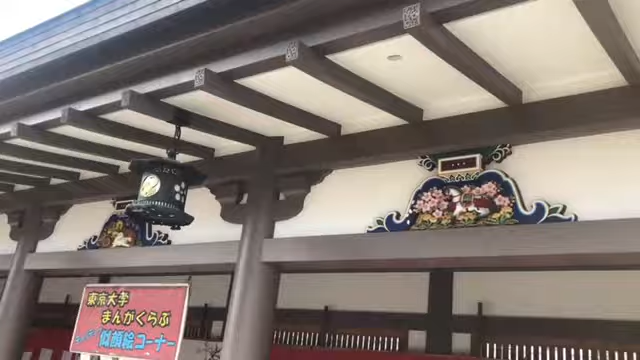 東京大学
まんがくらぶ
似顔絵コーナー